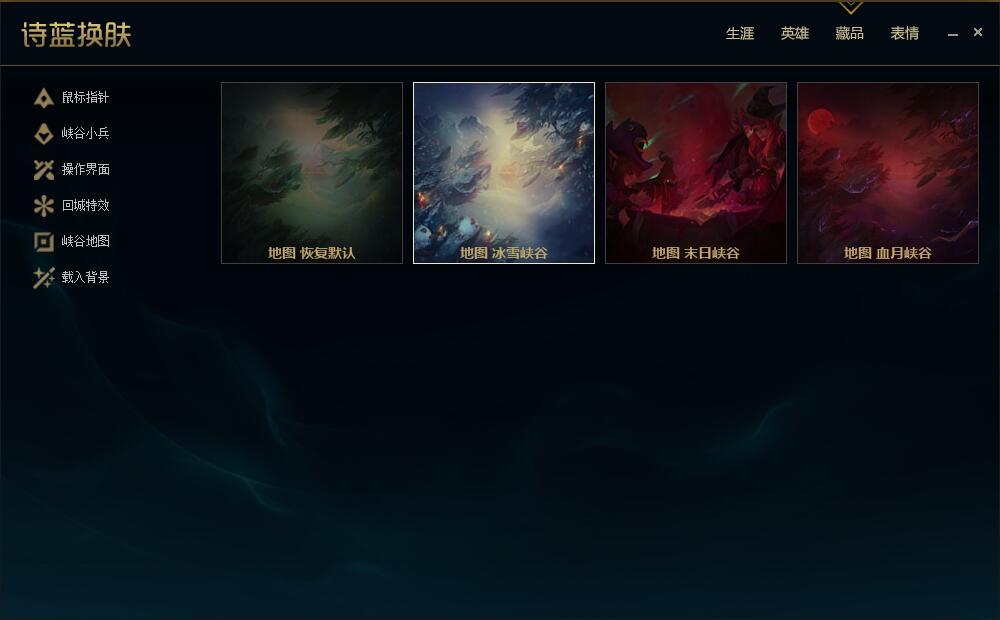 诗蓝换肤
生涯 英雄 藏品 表情
鼠标指针
峡谷小兵
操作界面
回城特效
峡谷地图
载入背景
地图 恢复默认
地图 冰雪峡谷
地图 末日峡谷
地图 血月峡谷